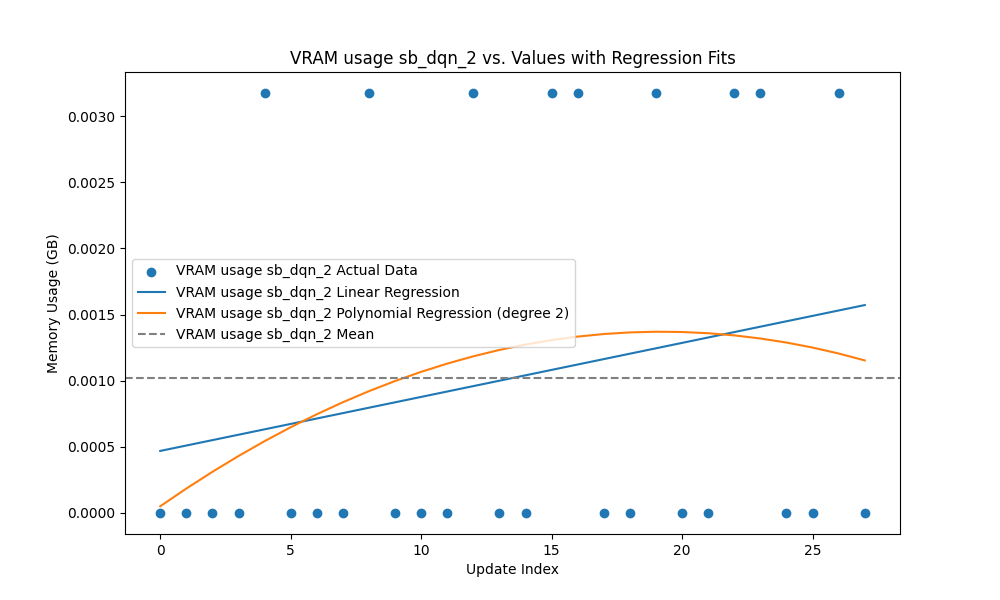 VRAM usage sb_dqn_2 vs. Values with Regression Fits
Memory Usage (GB)
0.0030
0.0025
0.0020
0.0015
0.0010
0.0005
0.0000
VRAM usage sb_dqn_2 Actual Data
VRAM usage sb_dqn_2 Linear Regression
VRAM usage sb_dqn_2 Polynomial Regression (degree 2)
VRAM usage sb_dqn_2 Mean
0 5 10 15 20 25
Update Index